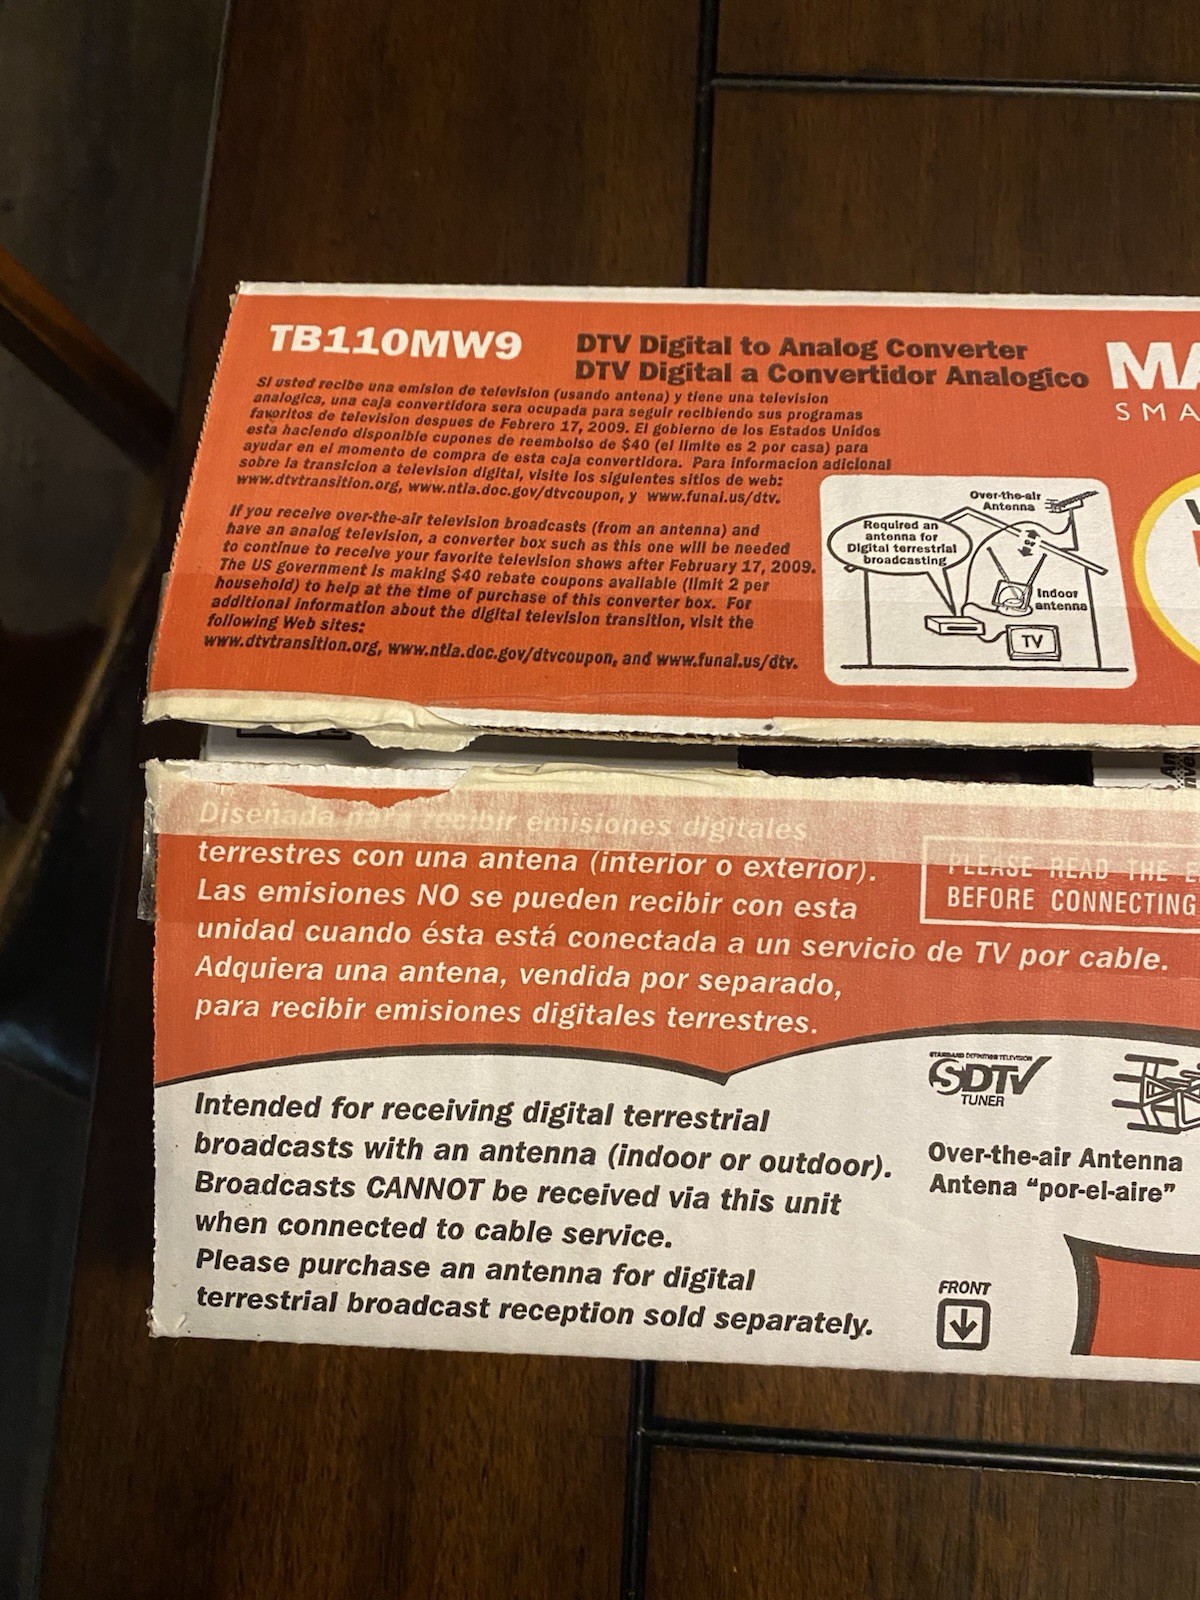 TB110MW9
DTV Digital to Analog Converter
DTV Digital a Convertidor Analogico
MA
SMA
Si usted recibe una emision de television (usando antena) y tiene una television
analogica, una caja convertidora sera ocupada para seguir recibiendo sus programas
favoritos de television despues de Febrero 17, 2009. El gobierno de los Estados Unidos
esta haciendo disponible cupones de reembolso de $40 (el limite es 2 por casa) para
ayudar en el momento de compra de esta caja convertidora. Para informacion adicional
sobre la transicion a television digital, visite los siguientes sitios de web:
www.dtvtransition.org, www.ntia.doc.gov/dtvcoupon, y www.funai.us/dtv.
If you receive over-the-air television broadcasts (from an antenna) and
have an analog television, a converter box such as this one will be needed
to continue to receive your favorite television shows after February 17, 2009.
The US government is making $40 rebate coupons available (limit 2 per
household) to help at the time of purchase of this converter box. For
additional information about the digital television transition, visit the
following Web sites:
www.dtvtransition.org, www.ntia.doc.gov/dtvcoupon, and www.funai.us/dtv.
Over-the-air
Antenna
Required an
antenna for
Digital terrestrial
broadcasting
or
Indoor
antenna
TV
Diseñada para recibir emisiones digitales
terrestres con una antena (interior o exterior).
Las emisiones NO se pueden recibir con esta
unidad cuando ésta está conectada a un servicio de TV por cable.
Adquiera una antena, vendida por separado,
para recibir emisiones digitales terrestres.
PLEASE READ THE
BEFORE CONNECTING
Intended for receiving digital terrestrial
broadcasts with an antenna (indoor or outdoor).
Broadcasts CANNOT be received via this unit
when connected to cable service.
Please purchase an antenna for digital
terrestrial broadcast reception sold separately.
STANDARD DEFINITION TELEVISION
SDTV
TUNER
Over-the-air Antenna
Antena “por-el-aire”
FRONT